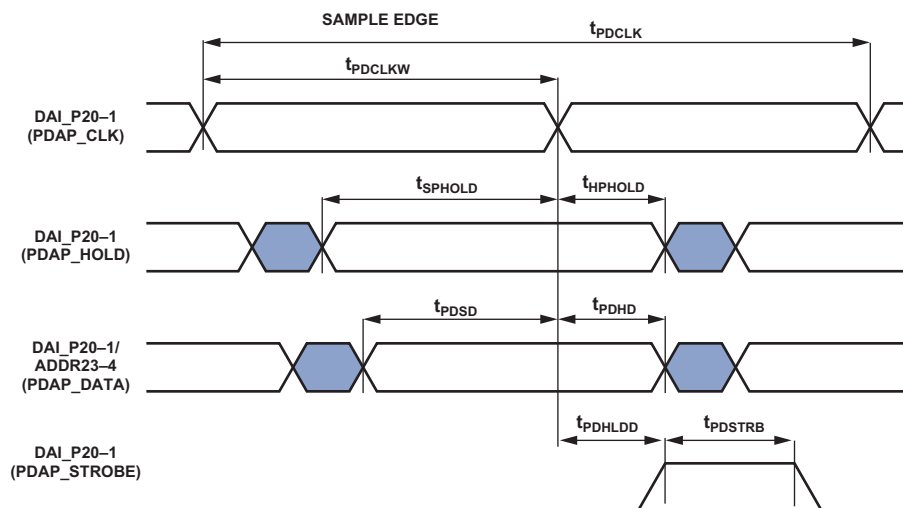 SAMPLE EDGE
tPDCLK
tPDCLKW
DAI_P20–1
(PDAP_CLK)
tSPHOLD
tHPHOLD
DAI_P20–1
(PDAP_HOLD)
tPDSD
tPDHD
DAI_P20–1/
ADDR23–4
(PDAP_DATA)
tPDHLDD
tPDSTRB
DAI_P20–1
(PDAP_STROBE)